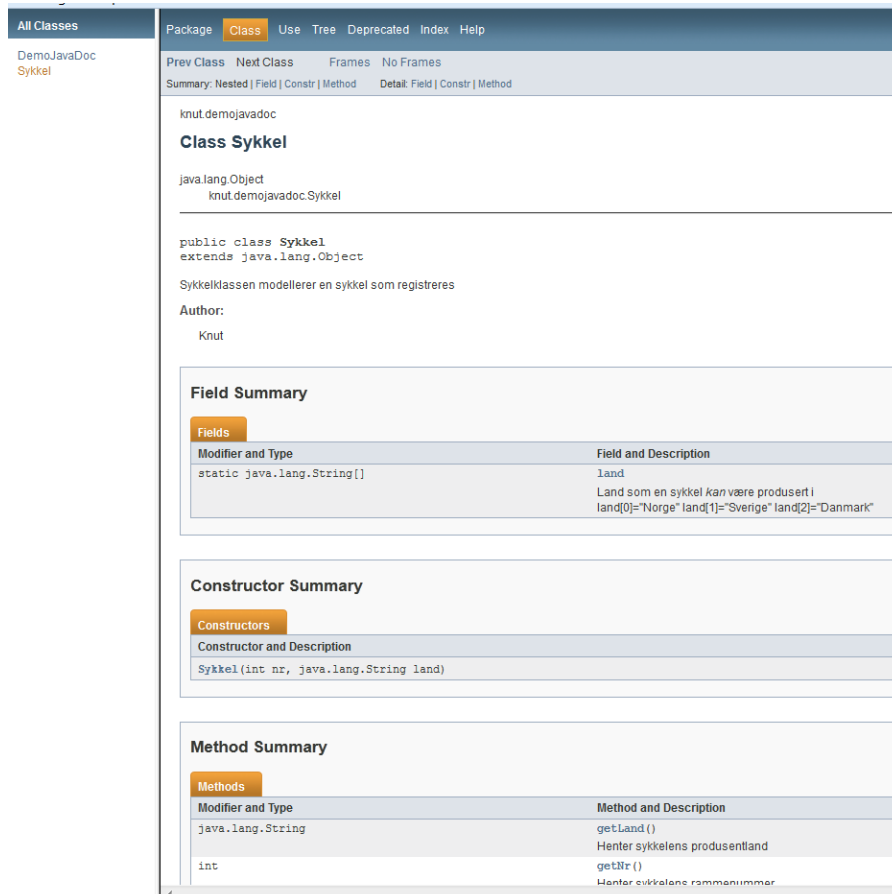 All Classes
DemoJavaDoc
Sykkel
Package Class Use Tree Deprecated Index Help
Prev Class Next Class Frames No Frames
Summary: Nested | Field | Constr | Method Detail: Field | Constr | Method
knut.demojavadoc
Class Sykkel
java.lang.Object
knut.demojavadoc.Sykkel
public class Sykkel
extends java.lang.Object
Sykkelklassen modellerer en sykkel som registreres
Author:
Knut
Field Summary
Fields
Modifier and Type Field and Description
static java.lang.String[] land
Land som en sykkel kan være produsert i
land[0]="Norge" land[1]="Sverige" land[2]="Danmark"
Constructor Summary
Constructors
Constructor and Description
Sykkel(int nr, java.lang.String land)
Method Summary
Methods
Modifier and Type Method and Description
java.lang.String getLand()
Henter sykkelens produsentland
int getNr()
Henter sykkelens rammenummer